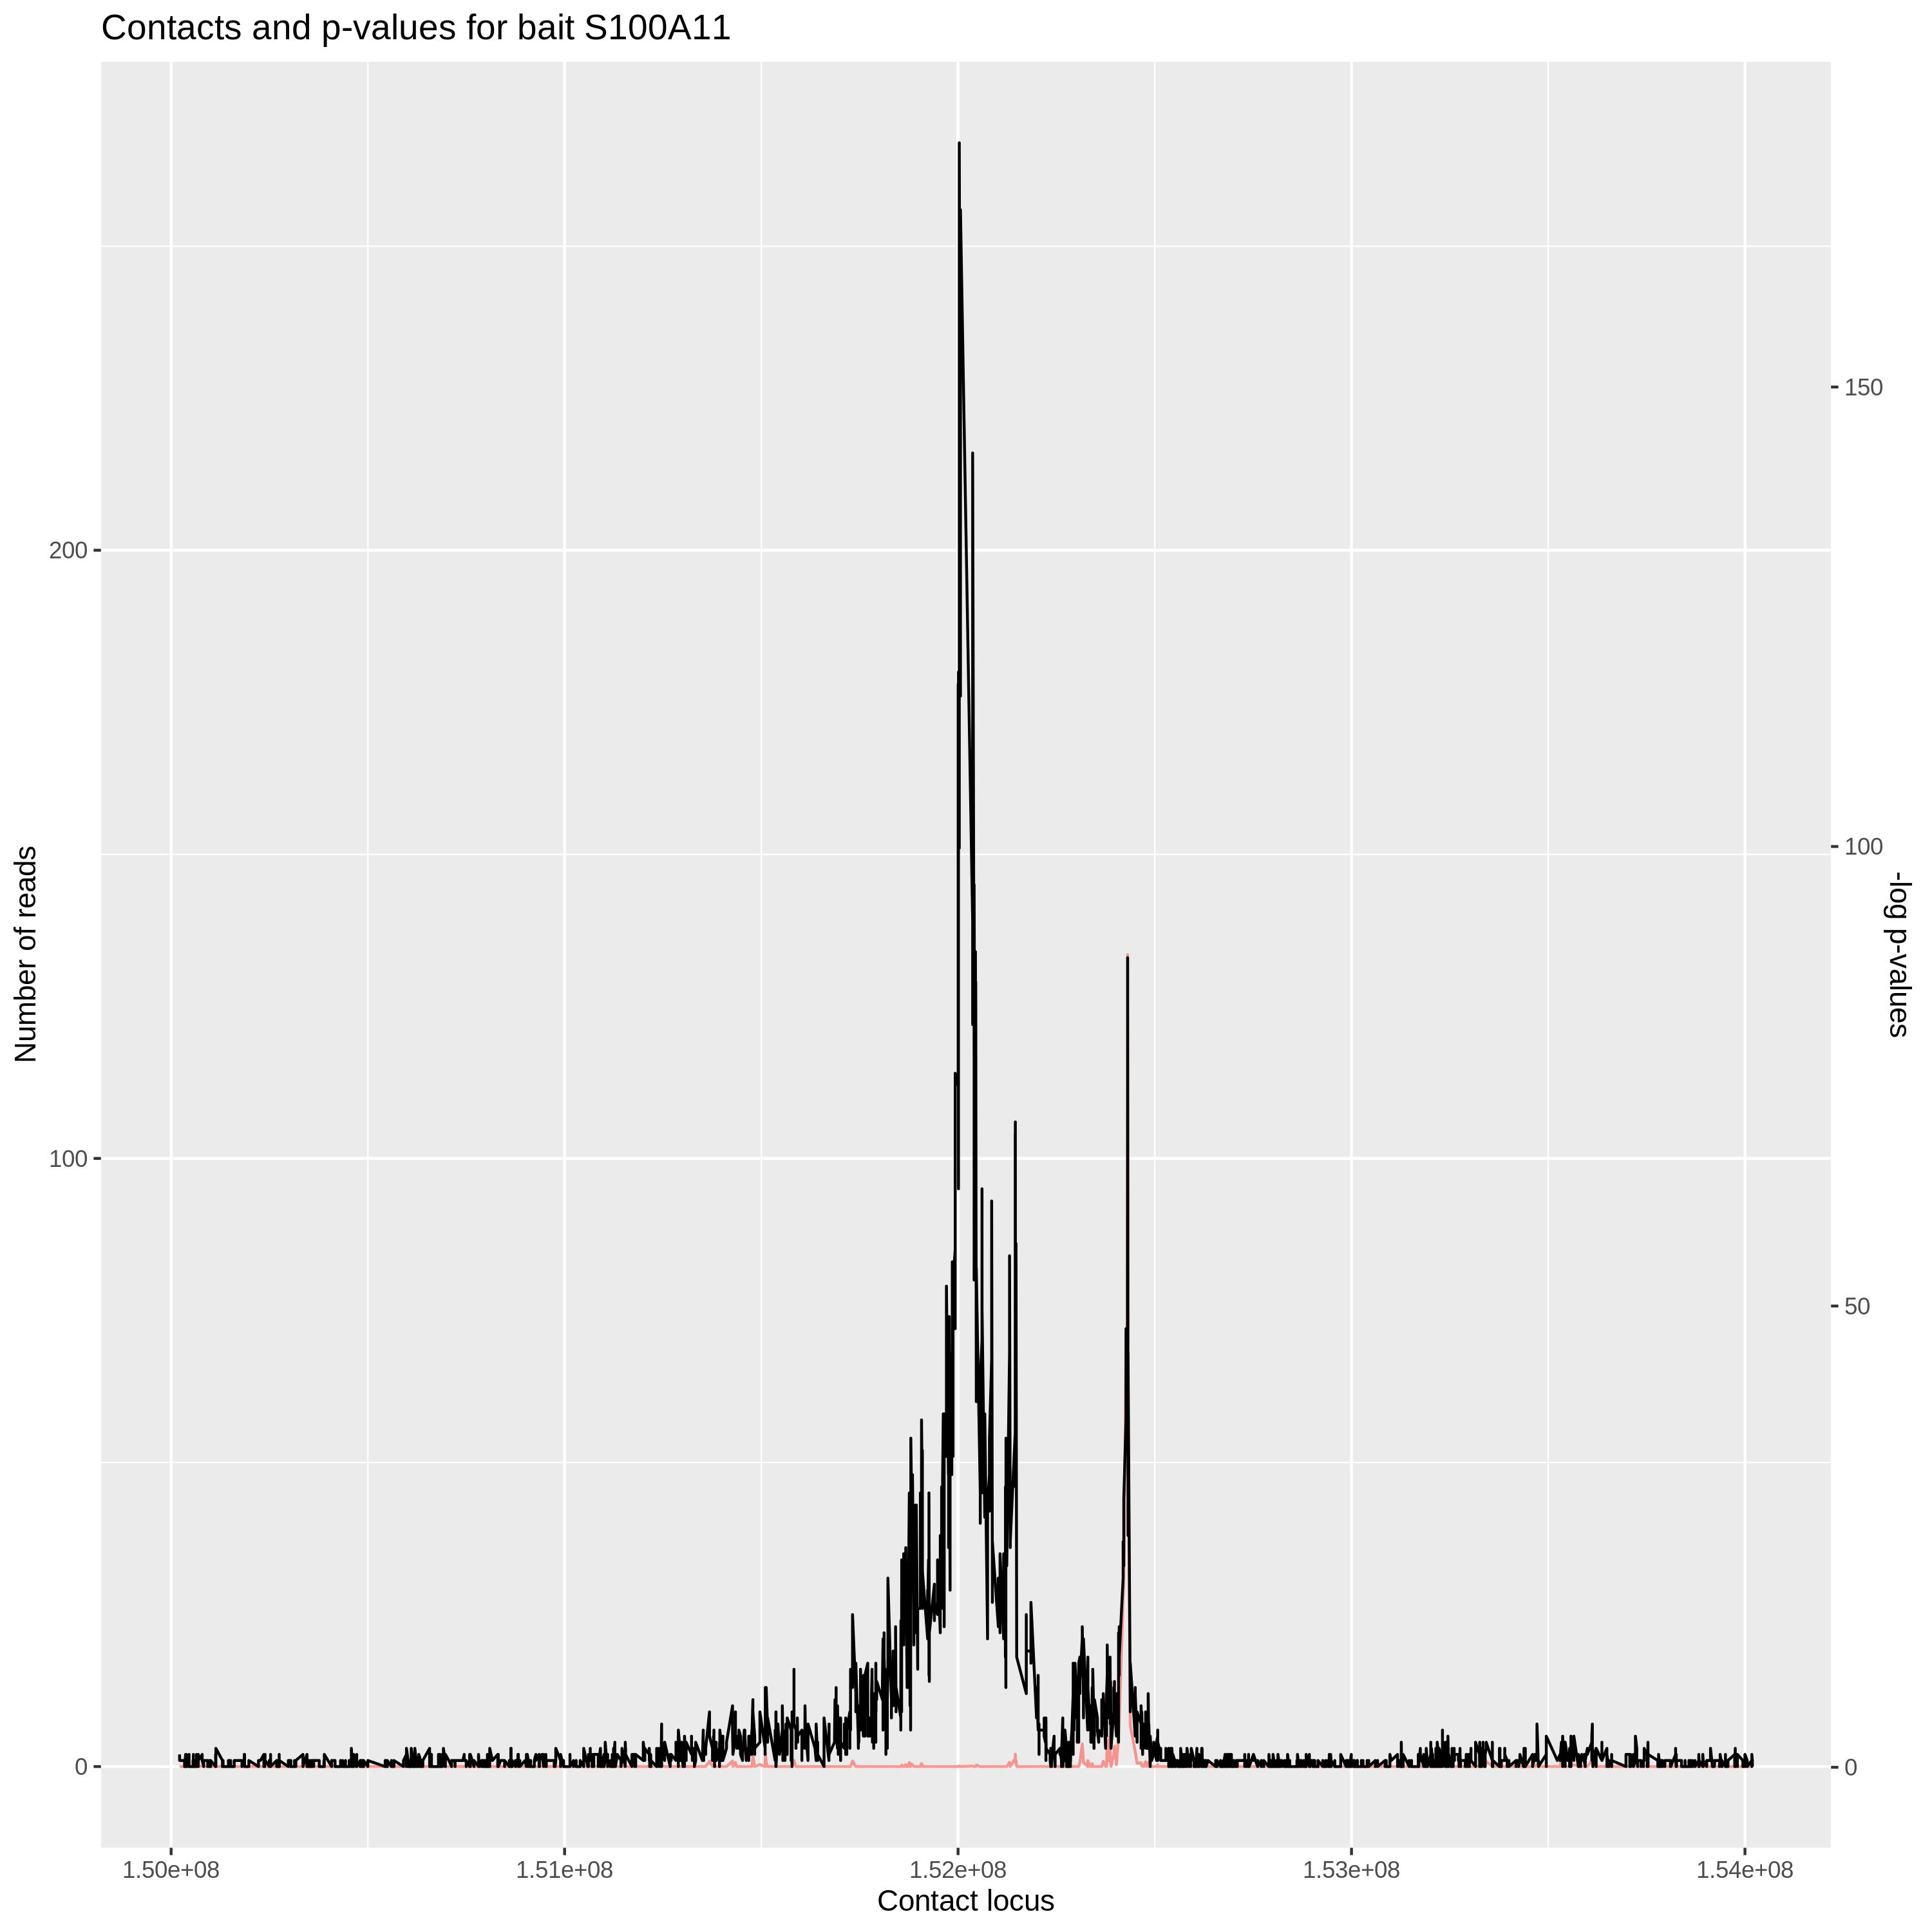 Contacts and p-values for bait S100A11
200
100
0
Number of reads
150
100
50
0
-log p-values
1.50e+08
1.51e+08
1.52e+08
1.53e+08
1.54e+08
Contact locus